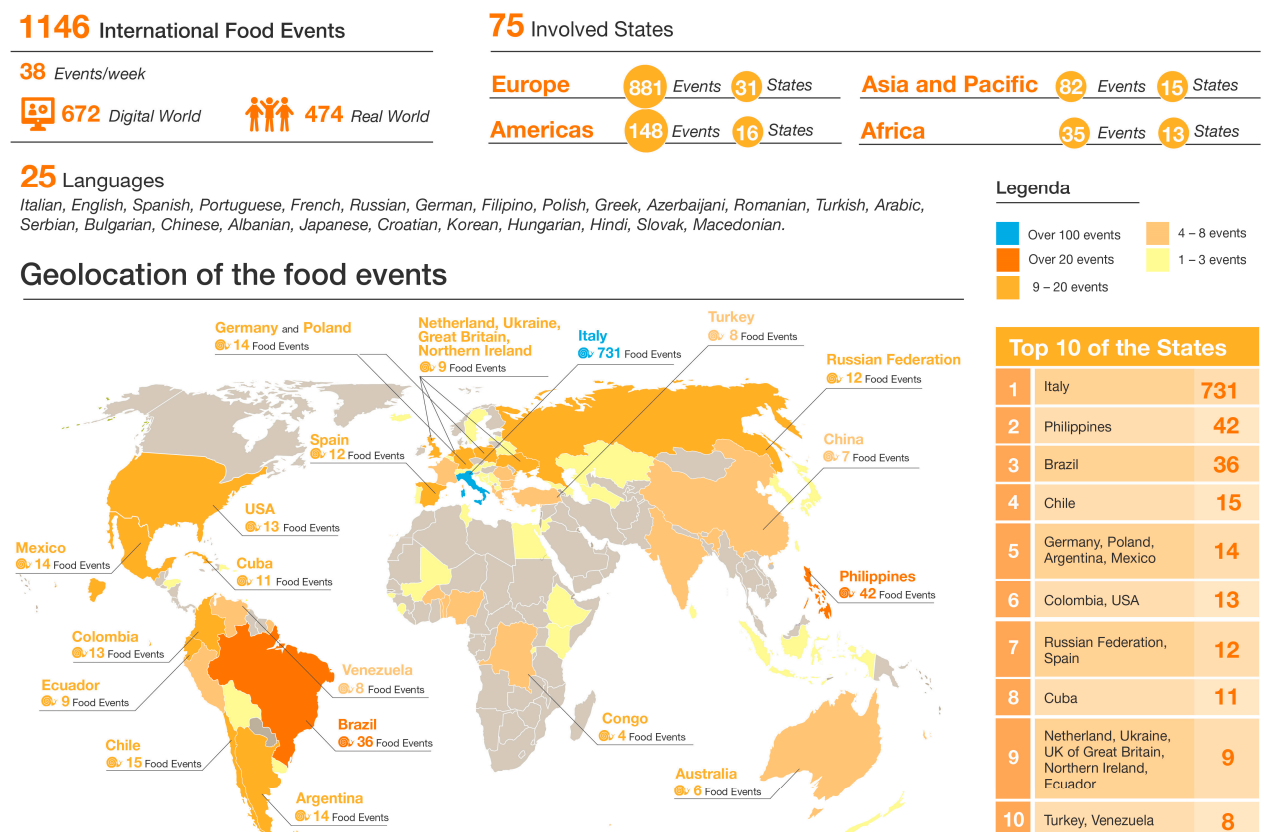 1146 International Food Events
38 Events/week
672 Digital World
474 Real World
75 Involved States
Europe 881 Events 31 States
Americas 148 Events 16 States
Asia and Pacific 82 Events 15 States
Africa 35 Events 13 States
25 Languages
Italian, English, Spanish, Portuguese, French, Russian, German, Filipino, Polish, Greek, Azerbaijani, Romanian, Turkish, Arabic,
Serbian, Bulgarian, Chinese, Albanian, Japanese, Croatian, Korean, Hungarian, Hindi, Slovak, Macedonian.
Legenda
Over 100 events
Over 20 events
9 – 20 events
4 – 8 events
1 – 3 events
Geolocation of the food events
Germany and Poland
14 Food Events
Netherland, Ukraine,
Great Britain,
Northern Ireland
9 Food Events
Italy
731 Food Events
Turkey
8 Food Events
Russian Federation
12 Food Events
Spain
12 Food Events
China
7 Food Events
USA
13 Food Events
Mexico
14 Food Events
Cuba
11 Food Events
Philippines
42 Food Events
Colombia
13 Food Events
Venezuela
8 Food Events
Ecuador
9 Food Events
Brazil
36 Food Events
Congo
4 Food Events
Chile
15 Food Events
Australia
6 Food Events
Argentina
14 Food Events
Top 10 of the States
1 Italy 731
2 Philippines 42
3 Brazil 36
4 Chile 15
5 Germany, Poland,
Argentina, Mexico 14
6 Colombia, USA 13
7 Russian Federation,
Spain 12
8 Cuba 11
9 Netherland, Ukraine,
UK of Great Britain,
Northern Ireland,
Ecuador 9
10 Turkey, Venezuela 8